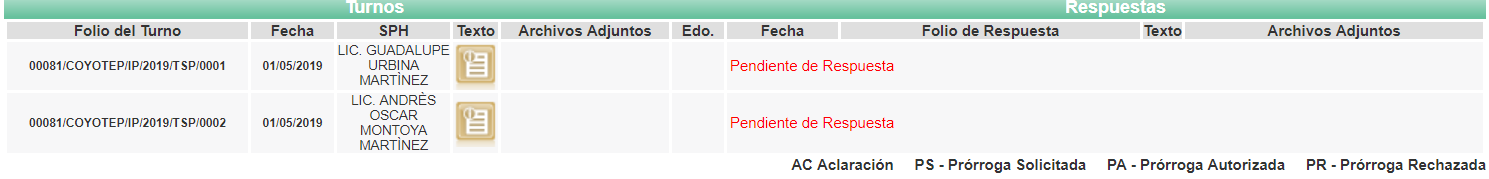 Turnos Respuestas
Folio del Turno Fecha SPH Texto Archivos Adjuntos Edo. Fecha Folio de Respuesta Texto Archivos Adjuntos
LIC. GUADALUPE
00081/COYOTEP/IP/2019/TSP/0001 01/05/2019 URBINA Pendiente de Respuesta
MARTÌNEZ
LIC. ANDRÈS
OSCAR
00081/COYOTEP/IP/2019/TSP/0002 01/05/2019 MONTOYA Pendiente de Respuesta
MARTÌNEZ
AC Aclaración PS - Prórroga Solicitada PA - Prórroga Autorizada PR - Prórroga Rechazada